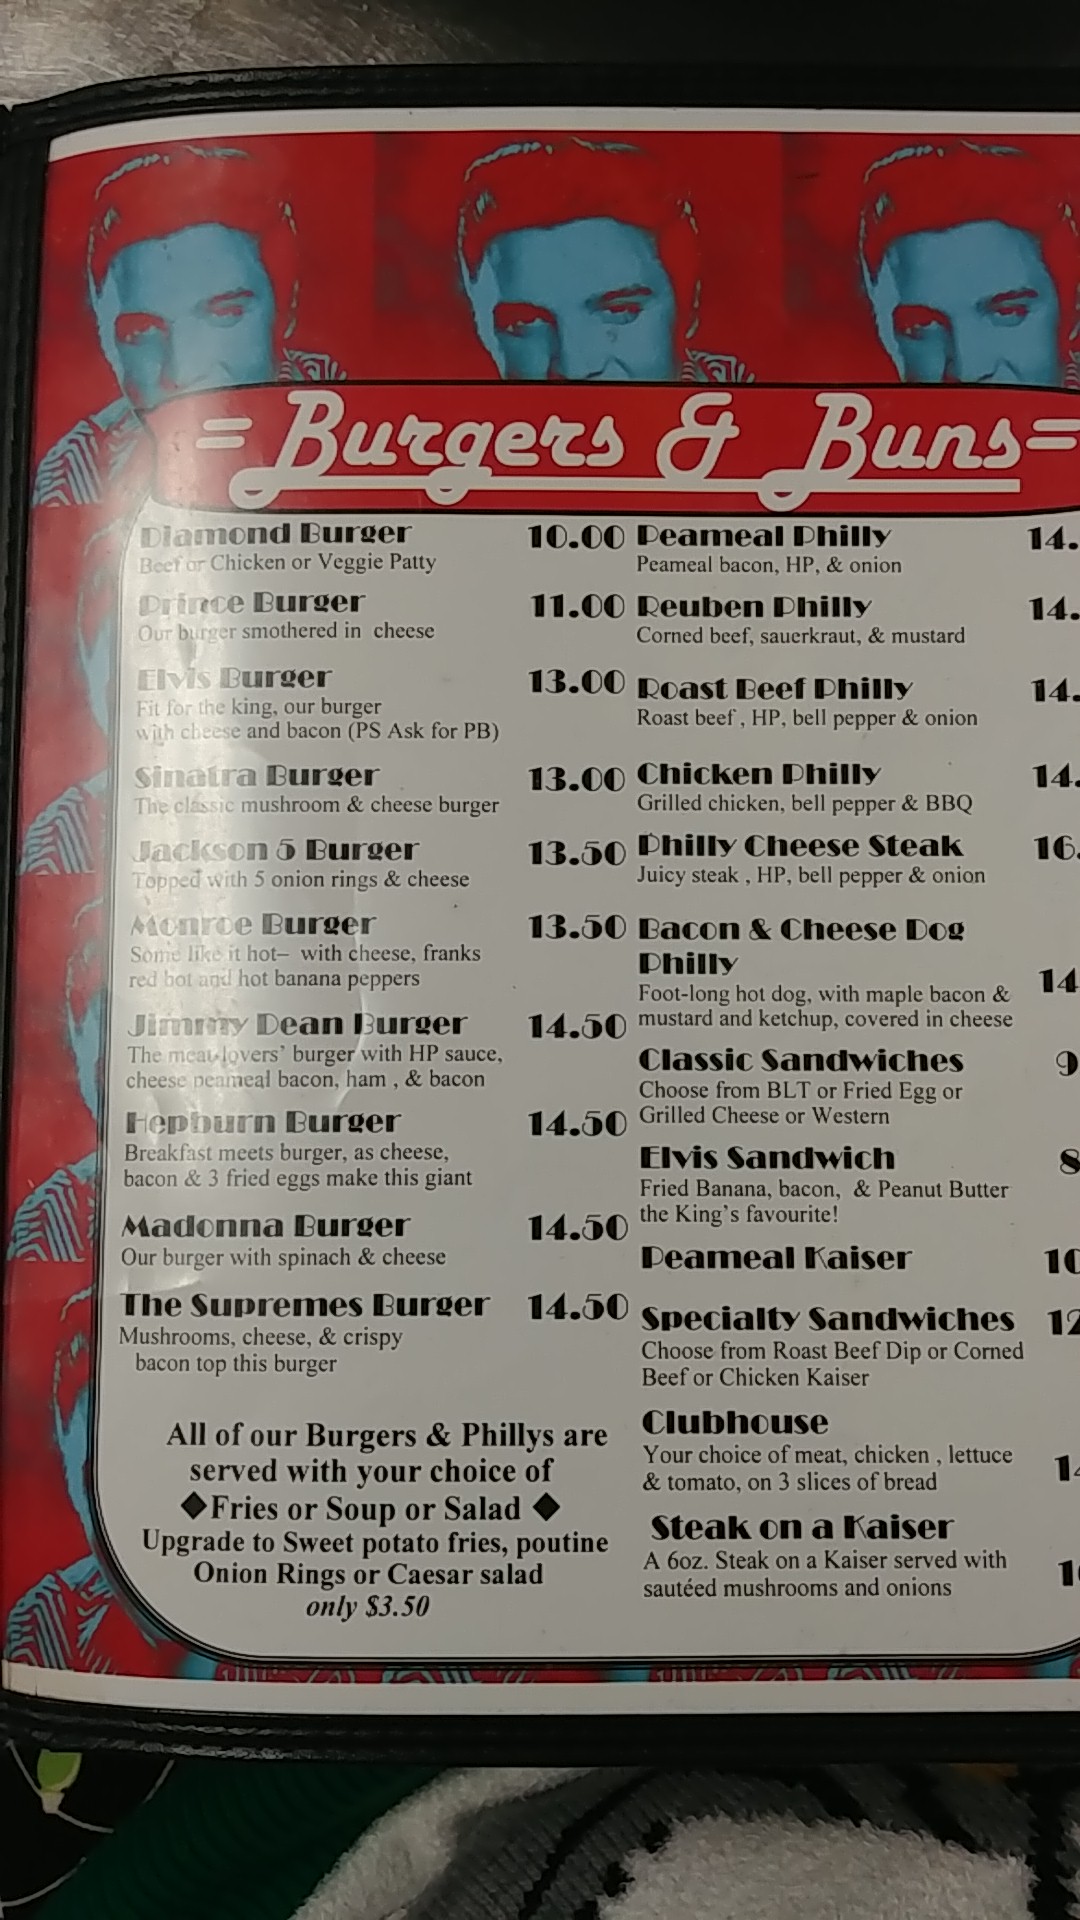 Burgers & Buns
Diamond Burger 10.00
Beef or Chicken or Veggie Patty
Prince Burger 11.00
Our burger smothered in cheese
Elvis Burger 13.00
Fit for the king, our burger
with cheese and bacon (PS Ask for PB)
Sinatra Burger 13.00
The classic mushroom & cheese burger
Jackson 5 Burger 13.50
Topped with 5 onion rings & cheese
Monroe Burger 13.50
Some like it hot– with cheese, franks
red hot and hot banana peppers
Jimmy Dean Burger 14.50
The meat-lovers' burger with HP sauce,
cheese peameal bacon, ham , & bacon
Hepburn Burger 14.50
Breakfast meets burger, as cheese,
bacon & 3 fried eggs make this giant
Madonna Burger 14.50
Our burger with spinach & cheese
The Supremes Burger 14.50
Mushrooms, cheese, & crispy
bacon top this burger
All of our Burgers & Phillys are
served with your choice of
◆Fries or Soup or Salad ◆
Upgrade to Sweet potato fries, poutine
Onion Rings or Caesar salad
only $3.50
Peameal Philly 14.
Peameal bacon, HP, & onion
Reuben Philly 14.
Corned beef, sauerkraut, & mustard
Roast Beef Philly 14.
Roast beef , HP, bell pepper & onion
Chicken Philly 14.
Grilled chicken, bell pepper & BBQ
Philly Cheese Steak 16.
Juicy steak , HP, bell pepper & onion
Bacon & Cheese Dog
Philly 14
Foot-long hot dog, with maple bacon &
mustard and ketchup, covered in cheese
Classic Sandwiches 9
Choose from BLT or Fried Egg or
Grilled Cheese or Western
Elvis Sandwich 8
Fried Banana, bacon, & Peanut Butter
the King's favourite!
Peameal Kaiser 10
Specialty Sandwiches 12
Choose from Roast Beef Dip or Corned
Beef or Chicken Kaiser
Clubhouse
Your choice of meat, chicken , lettuce
& tomato, on 3 slices of bread
Steak on a Kaiser
A 6oz. Steak on a Kaiser served with
sautéed mushrooms and onions